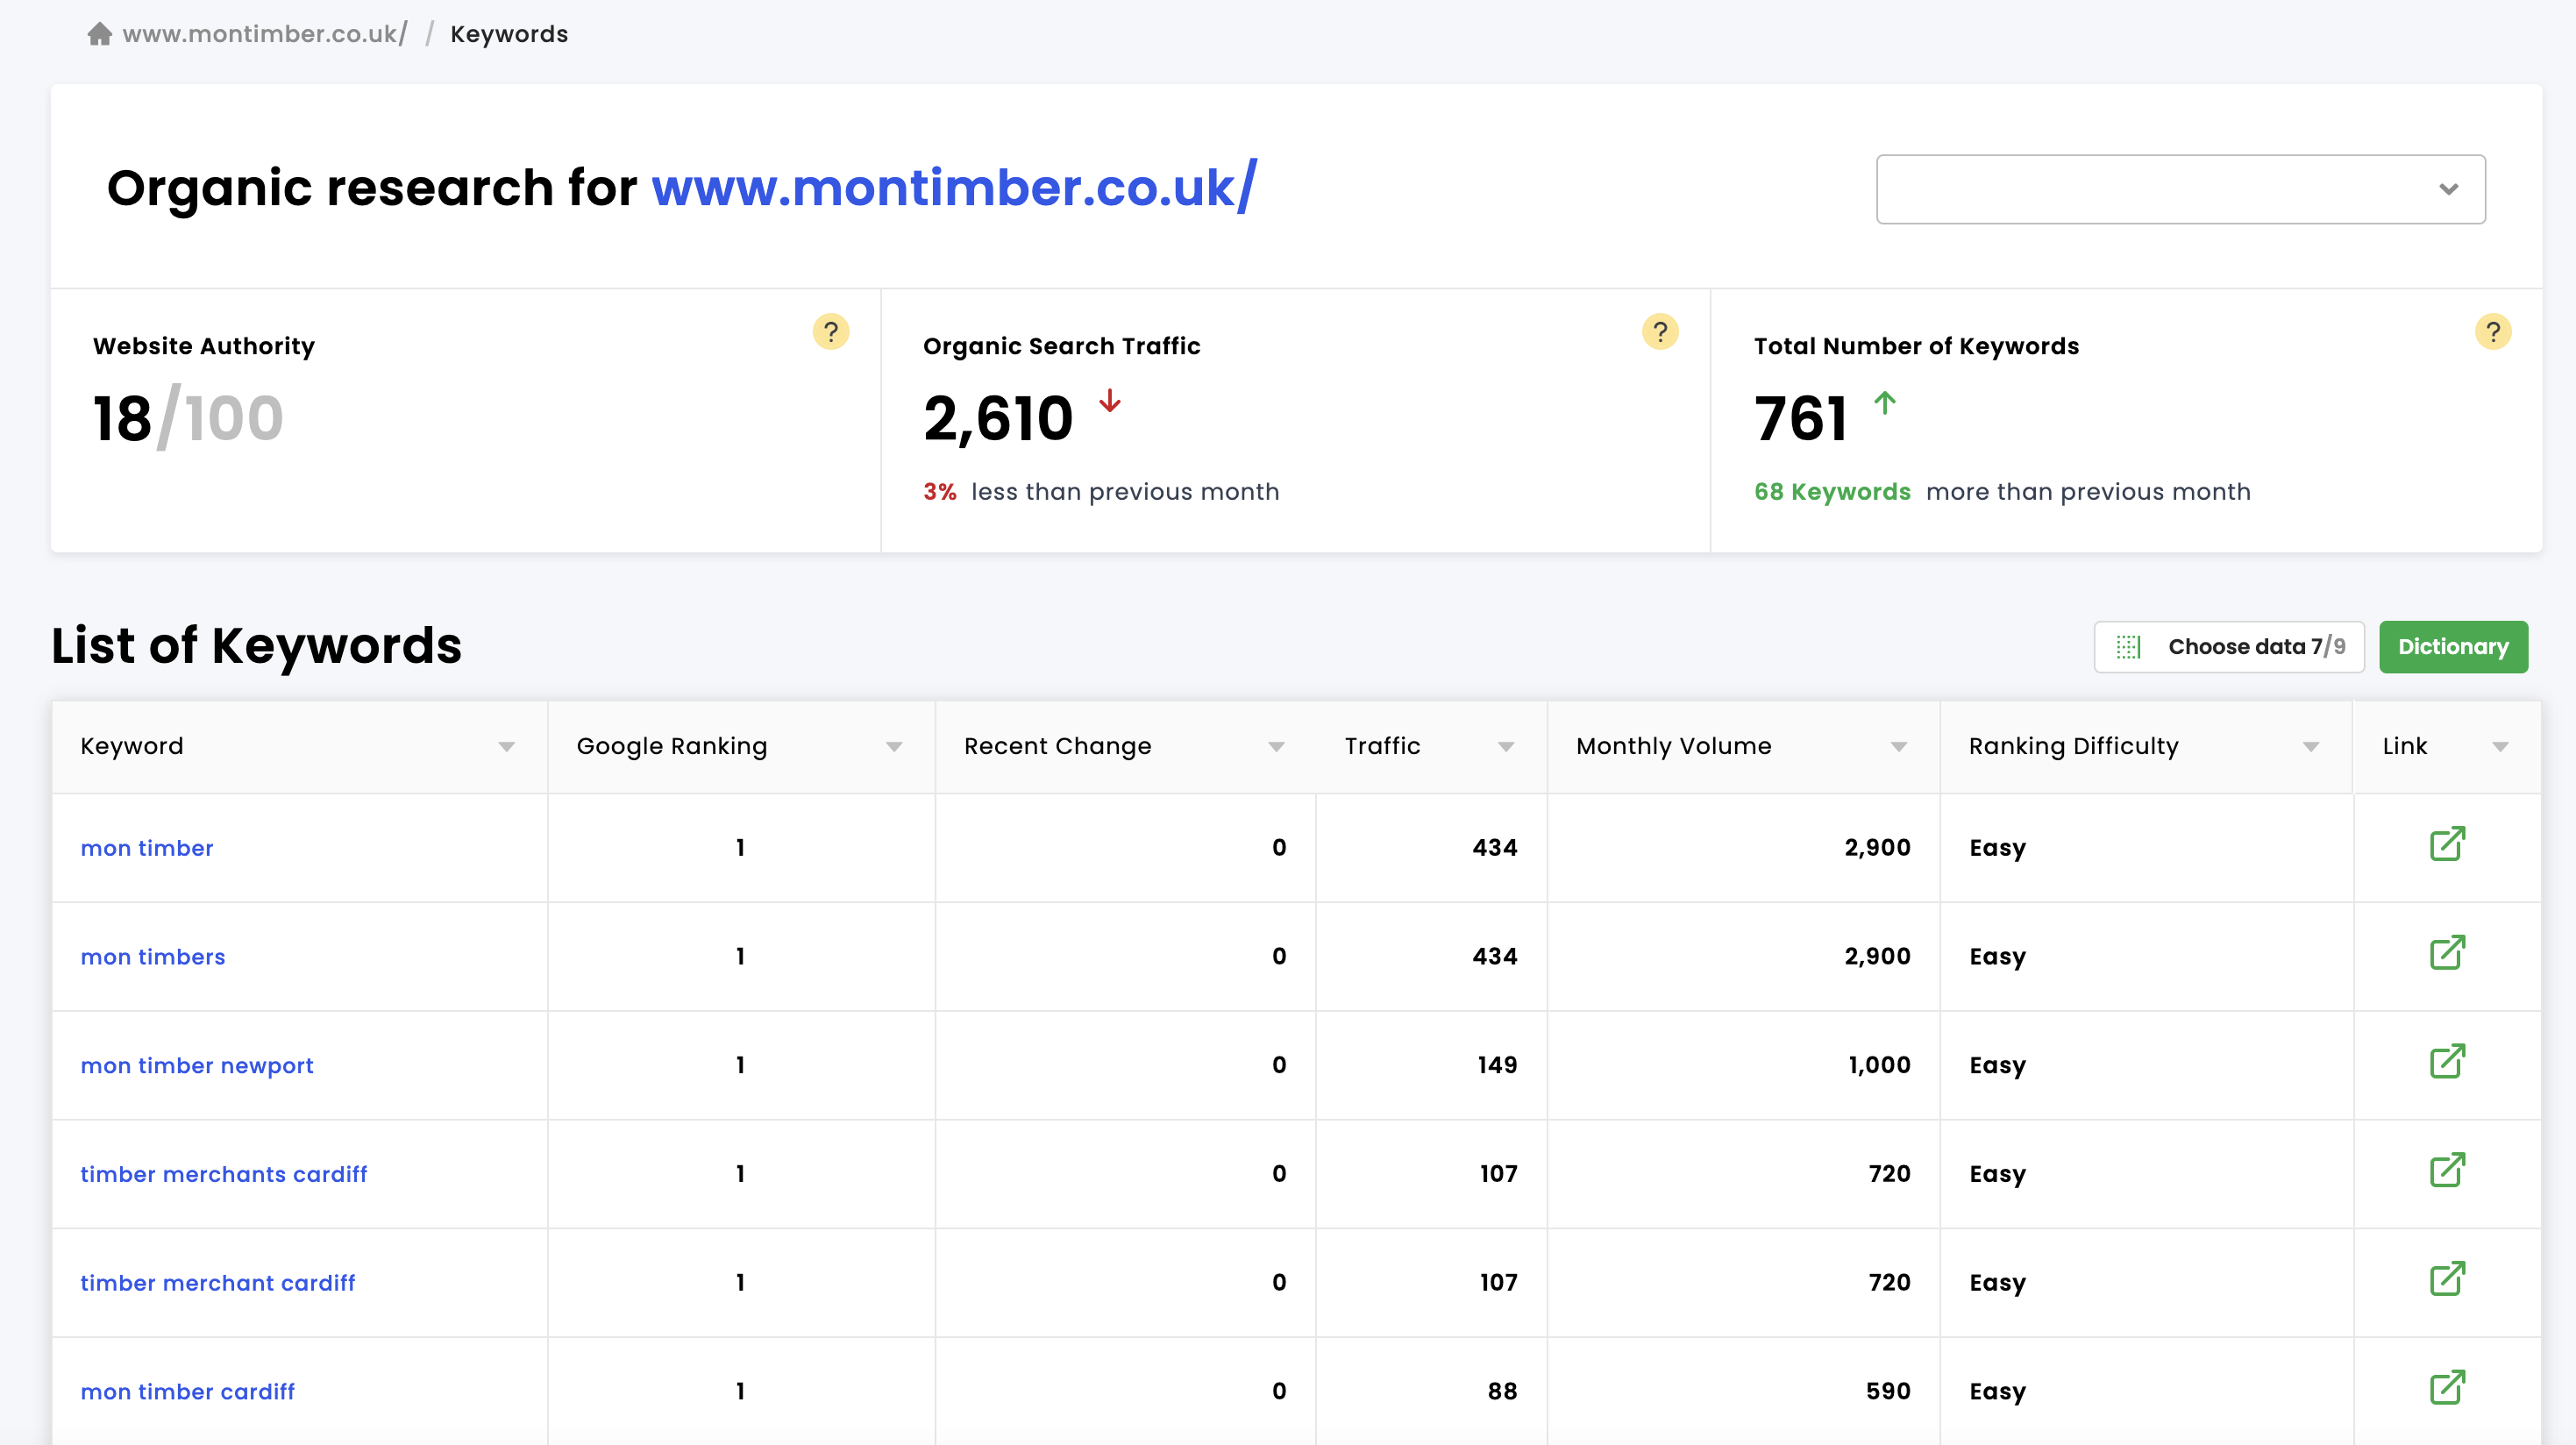 www.montimber.co.uk/ / Keywords
Organic research for www.montimber.co.uk/
Website Authority ? Organic Search Traffic ? Total Number of Keywords ?
18/100 2,610 761
3% less than previous month 68 Keywords more than previous month
List of Keywords Choose data 7/9 Dictionary
Keyword Google Ranking Recent Change Traffic Monthly Volume Ranking Difficulty Link
mon timber 1 0 434 2,900 Easy
mon timbers 1 0 434 2,900 Easy
mon timber newport 1 0 149 1,000 Easy
timber merchants cardiff 1 0 107 720 Easy
timber merchant cardiff 1 0 107 720 Easy
mon timber cardiff 1 0 88 590 Easy